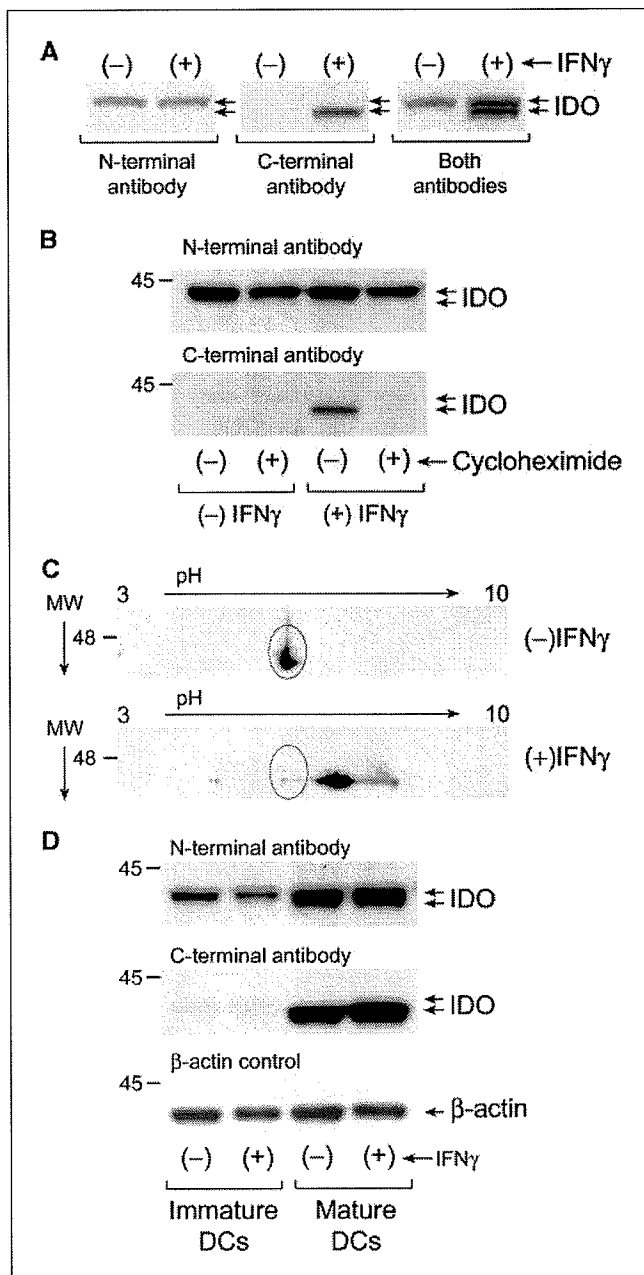 A
(–) (+) (–) (+) (–) (+) ←IFNγ
IDO
N-terminal antibody
C-terminal antibody
Both antibodies
B
N-terminal antibody
45
IDO
C-terminal antibody
45
IDO
(–) (+) (–) (+) ←Cycloheximide
(–) IFNγ (+) IFNγ
C
3 pH 10
MW
48
(–)IFNγ
3 pH 10
MW
48
(+)IFNγ
D
N-terminal antibody
45
IDO
C-terminal antibody
45
IDO
β-actin control
45
β-actin
(–) (+) (–) (+) ←IFNγ
Immature DCs
Mature DCs